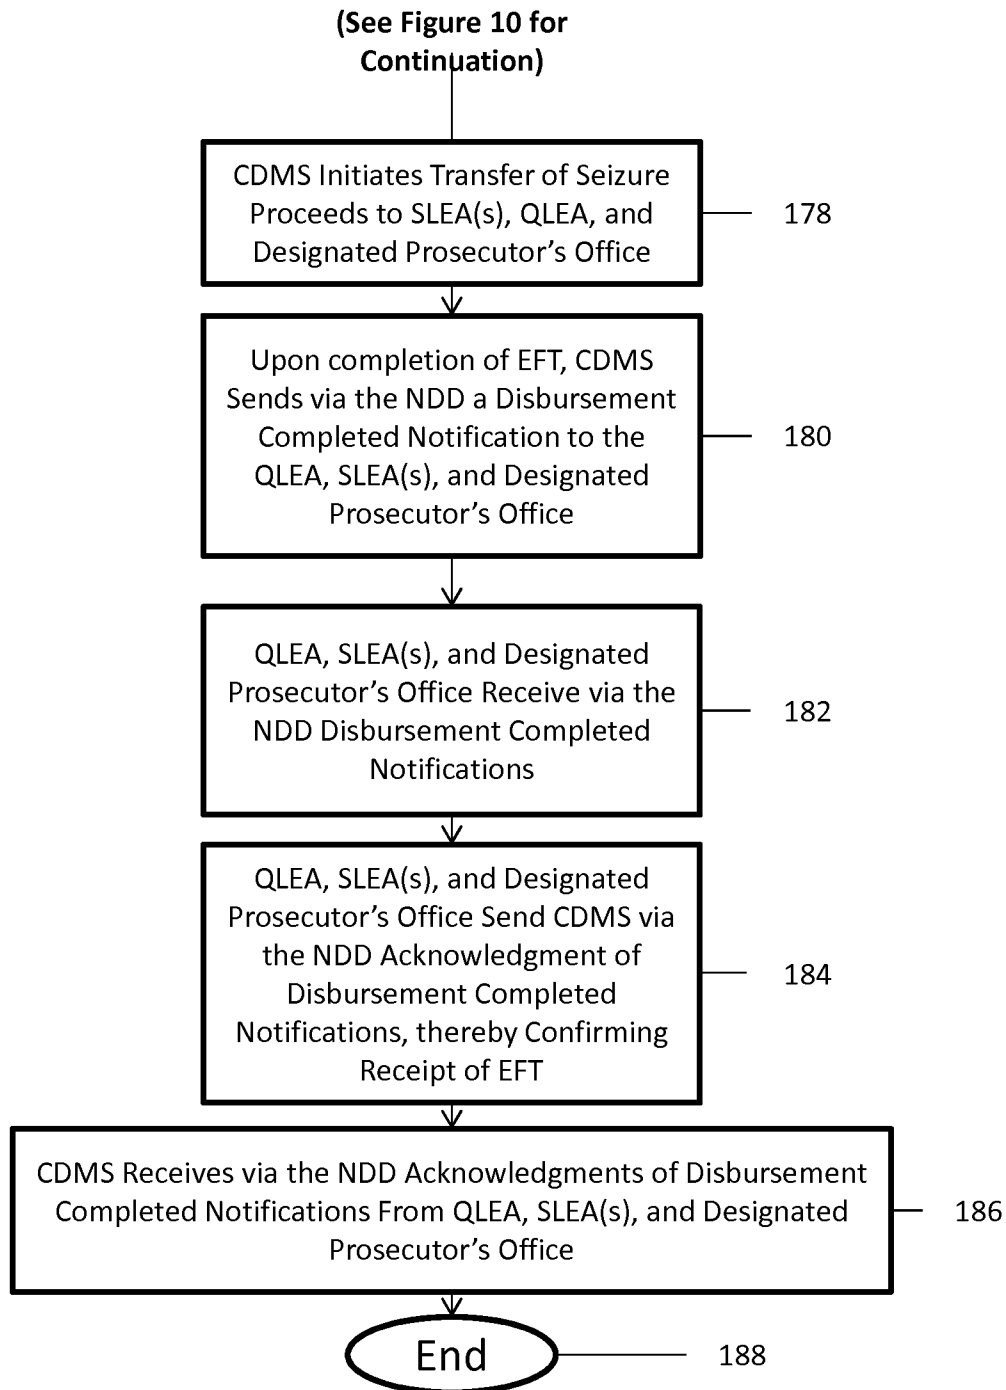 (See Figure 10 for
Continuation)
CDMS Initiates Transfer of Seizure
Proceeds to SLEA(s), QLEA, and
Designated Prosecutor’s Office
178
Upon completion of EFT, CDMS
Sends via the NDD a Disbursement
Completed Notification to the
QLEA, SLEA(s), and Designated
Prosecutor’s Office
180
QLEA, SLEA(s), and Designated
Prosecutor’s Office Receive via the
NDD Disbursement Completed
Notifications
182
QLEA, SLEA(s), and Designated
Prosecutor’s Office Send CDMS via
the NDD Acknowledgment of
Disbursement Completed
Notifications, thereby Confirming
Receipt of EFT
184
CDMS Receives via the NDD Acknowledgments of Disbursement
Completed Notifications From QLEA, SLEA(s), and Designated
Prosecutor’s Office
186
End
188